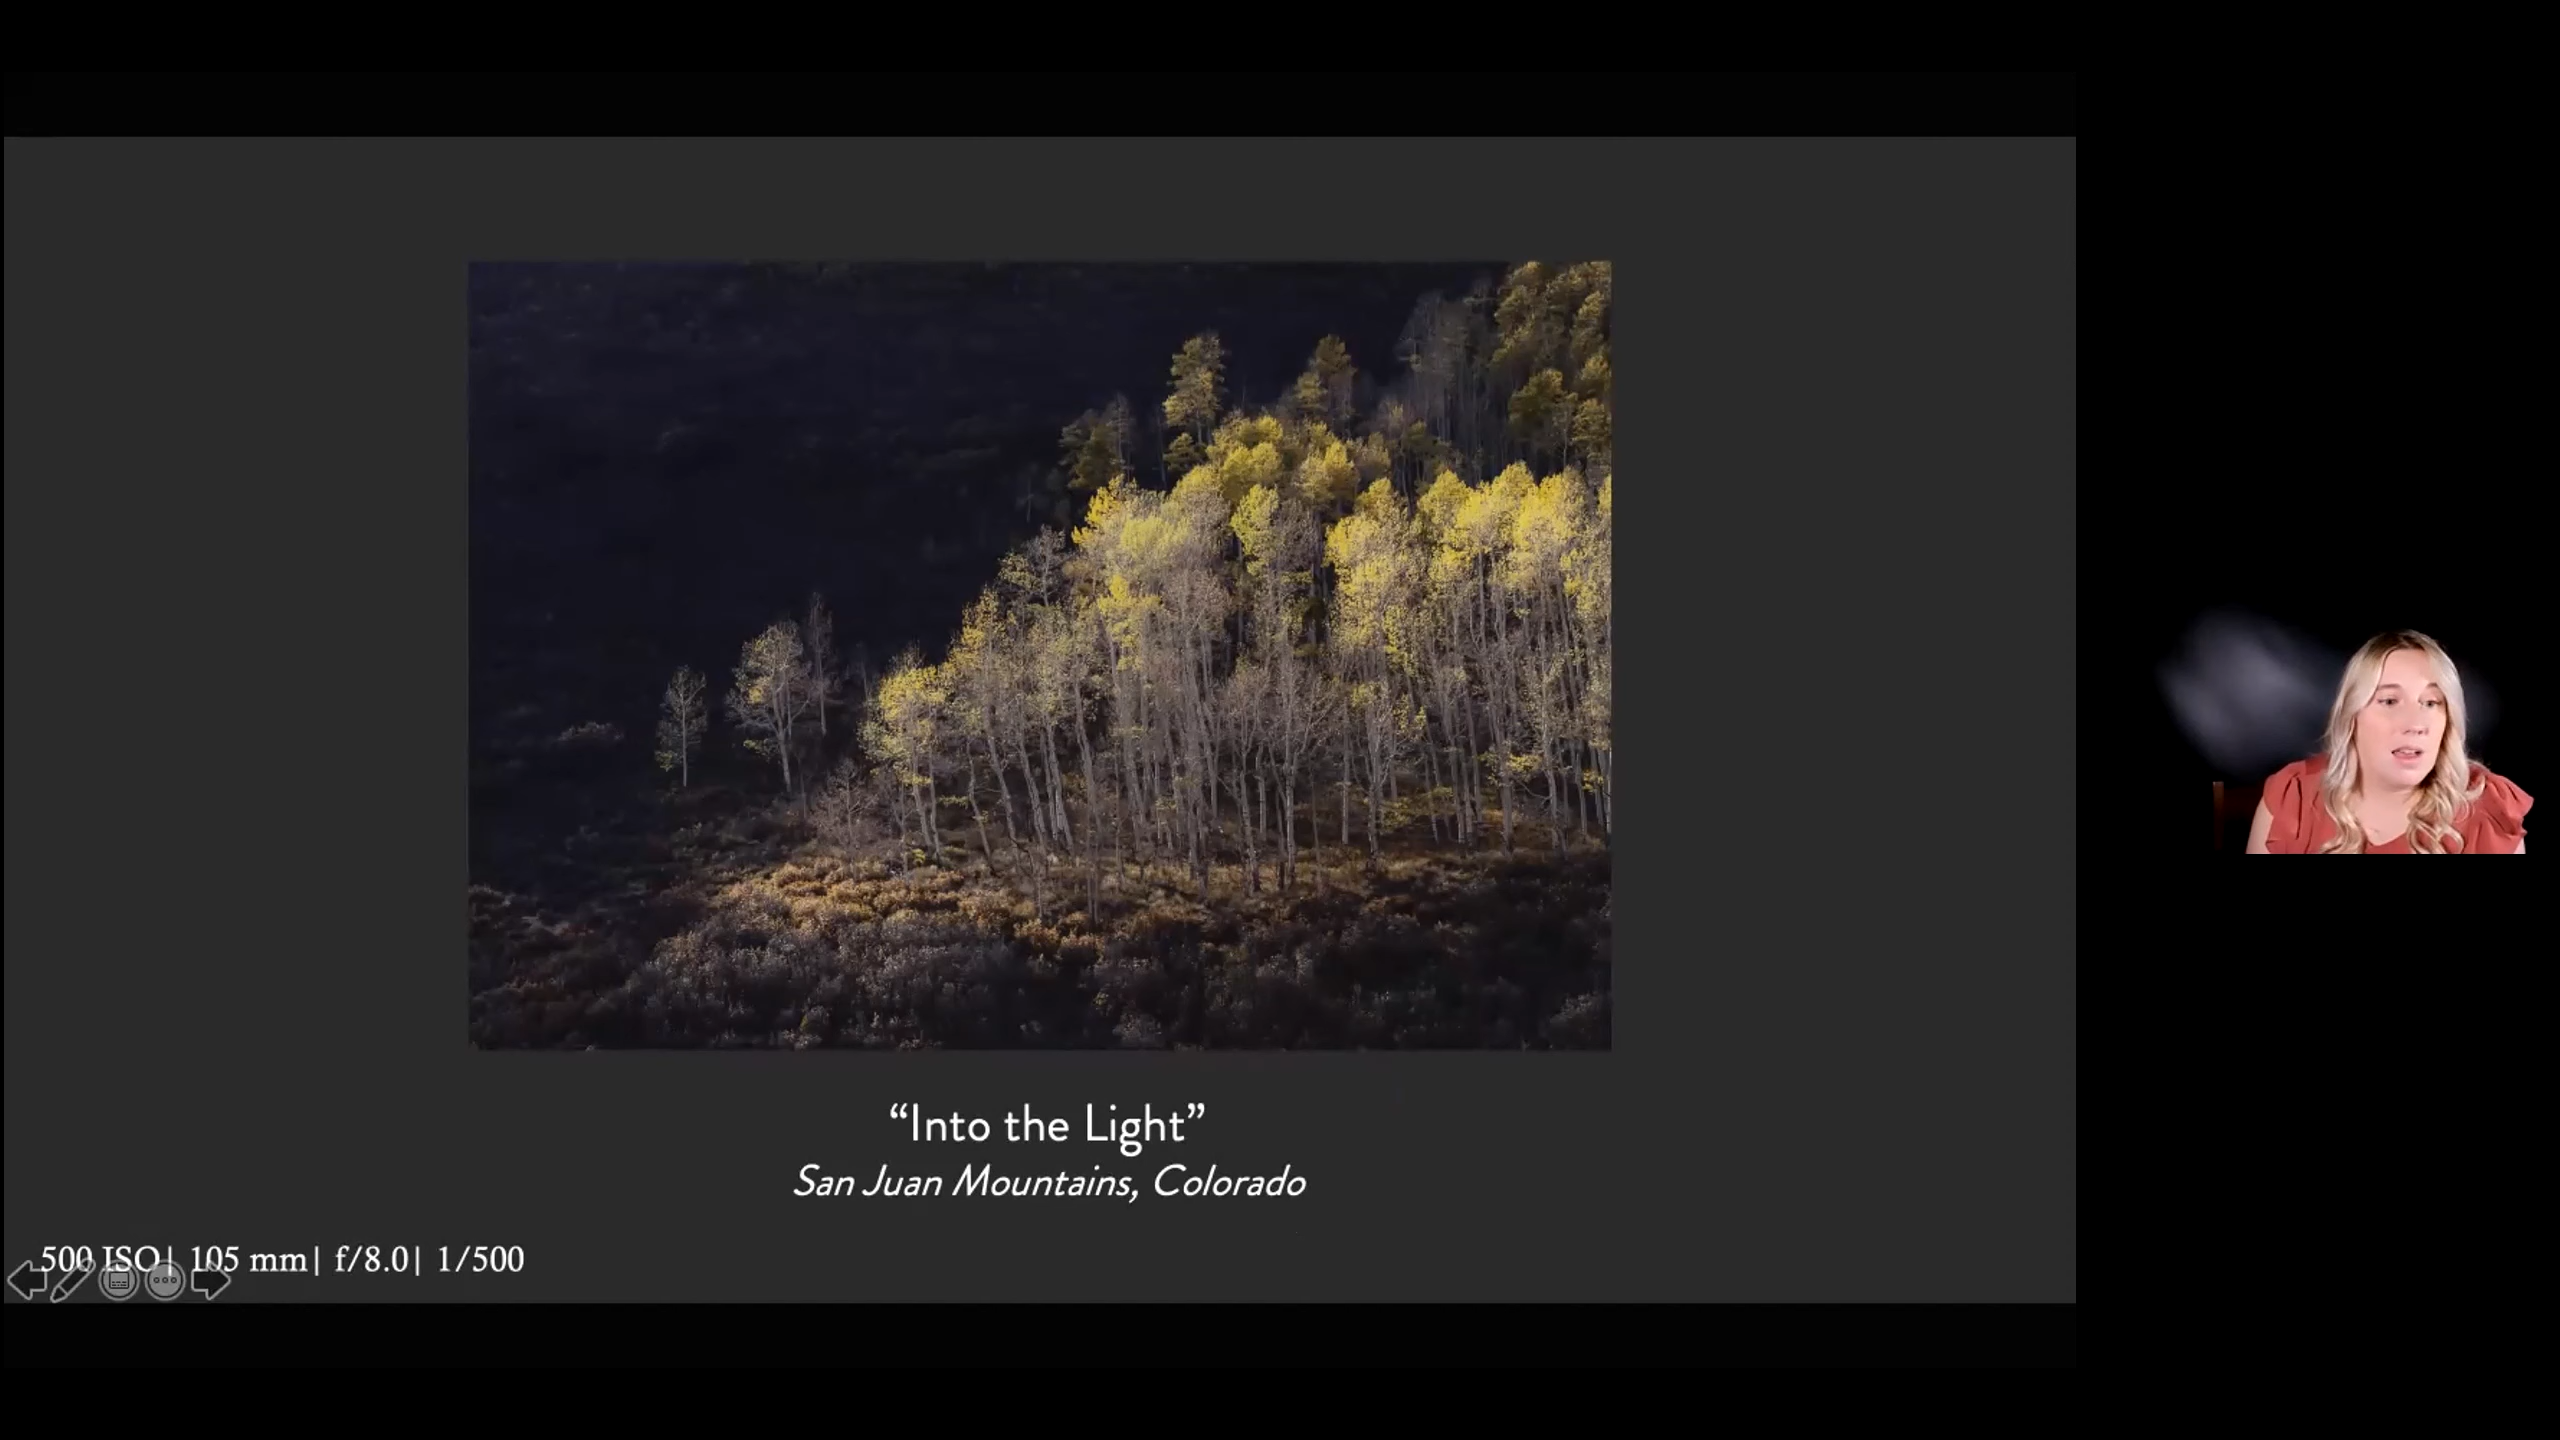 “Into the Light”
San Juan Mountains, Colorado
500 ISO| 105 mm| f/8.0| 1/500